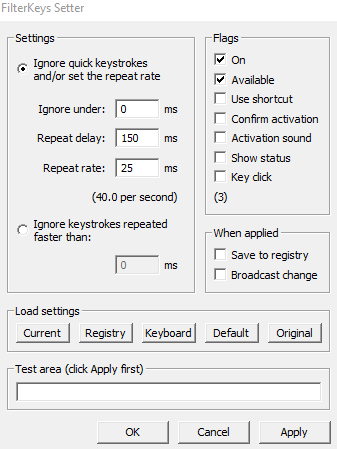 FilterKeys Setter
Settings
Ignore quick keystrokes
and/or set the repeat rate
Ignore under: 0 ms
Repeat delay: 150 ms
Repeat rate: 25 ms
(40.0 per second)
Ignore keystrokes repeated
faster than:
0 ms
Flags
On
Available
Use shortcut
Confirm activation
Activation sound
Show status
Key click
(3)
When applied
Save to registry
Broadcast change
Load settings
Current Registry Keyboard Default Original
Test area (click Apply first)
OK Cancel Apply